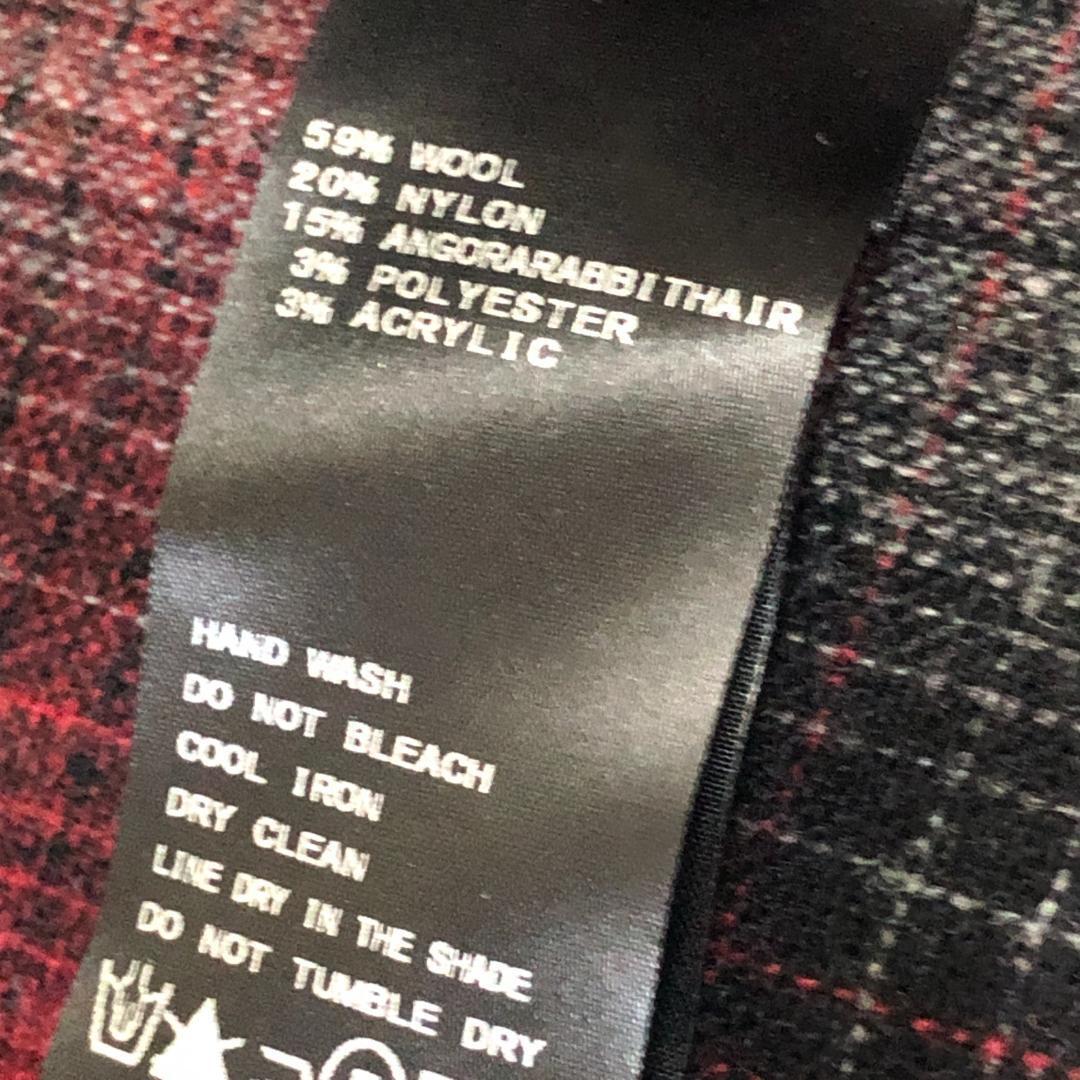 59% WOOL
20% NYLON
15% ANGORARABBITHAIR
3% POLYESTER
3% ACRYLIC
HAND WASH
DO NOT BLEACH
COOL IRON
DRY CLEAN
LINE DRY IN THE SHADE
DO NOT TUMBLE DRY